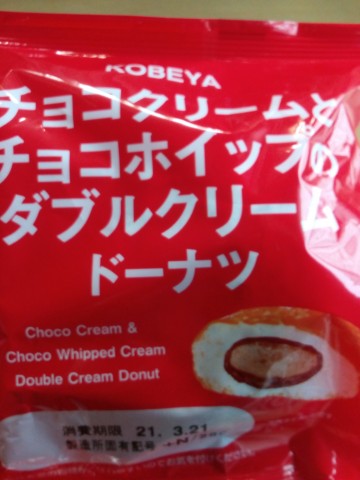 KOBEYA
チョコクリームと
チョコホイップの
ダブルクリーム
ドーナツ
Choco Cream &
Choco Whipped Cream
Double Cream Donut
消費期限 21. 3.21
製造所固有記号 +N